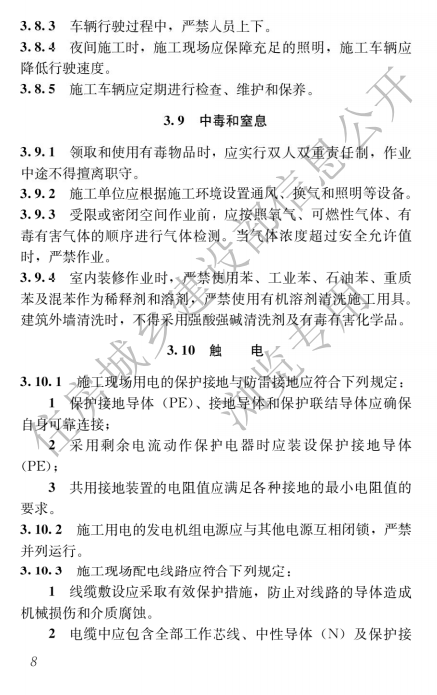 3.8.3 车辆行驶过程中，严禁人员上下。
3.8.4 夜间施工时，施工现场应保障充足的照明，施工车辆应
降低行驶速度。
3.8.5 施工车辆应定期进行检查、维护和保养。
3.9 中毒和窒息
3.9.1 领取和使用有毒物品时，应实行双人双重责任制，作业
中途不得擅离职守。
3.9.2 施工单位应根据施工环境设置通风、换气和照明等设备。
3.9.3 受限或密闭空间作业前，应按照氧气、可燃性气体、有
毒有害气体的顺序进行气体检测。当气体浓度超过安全允许值
时，严禁作业。
3.9.4 室内装修作业时，严禁使用苯、工业苯、石油苯、重质
苯及混苯作为稀释剂和溶剂，严禁使用有机溶剂清洗施工用具。
建筑外墙清洗时，不得采用强酸强碱清洗剂及有毒有害化学品。
3.10 触 电
3.10.1 施工现场用电的保护接地与防雷接地应符合下列规定：
1 保护接地导体（PE）、接地导体和保护联结导体应确保
自身可靠连接；
2 采用剩余电流动作保护电器时应装设保护接地导体
（PE）；
3 共用接地装置的电阻值应满足各种接地的最小电阻值的
要求。
3.10.2 施工用电的发电机组电源应与其他电源互相闭锁，严禁
并列运行。
3.10.3 施工现场配电线路应符合下列规定：
1 线缆敷设应采取有效保护措施，防止对线路的导体造成
机械损伤和介质腐蚀。
2 电缆中应包含全部工作芯线、中性导体（N）及保护接
8
住房城乡建设部信息公开
浏览专用